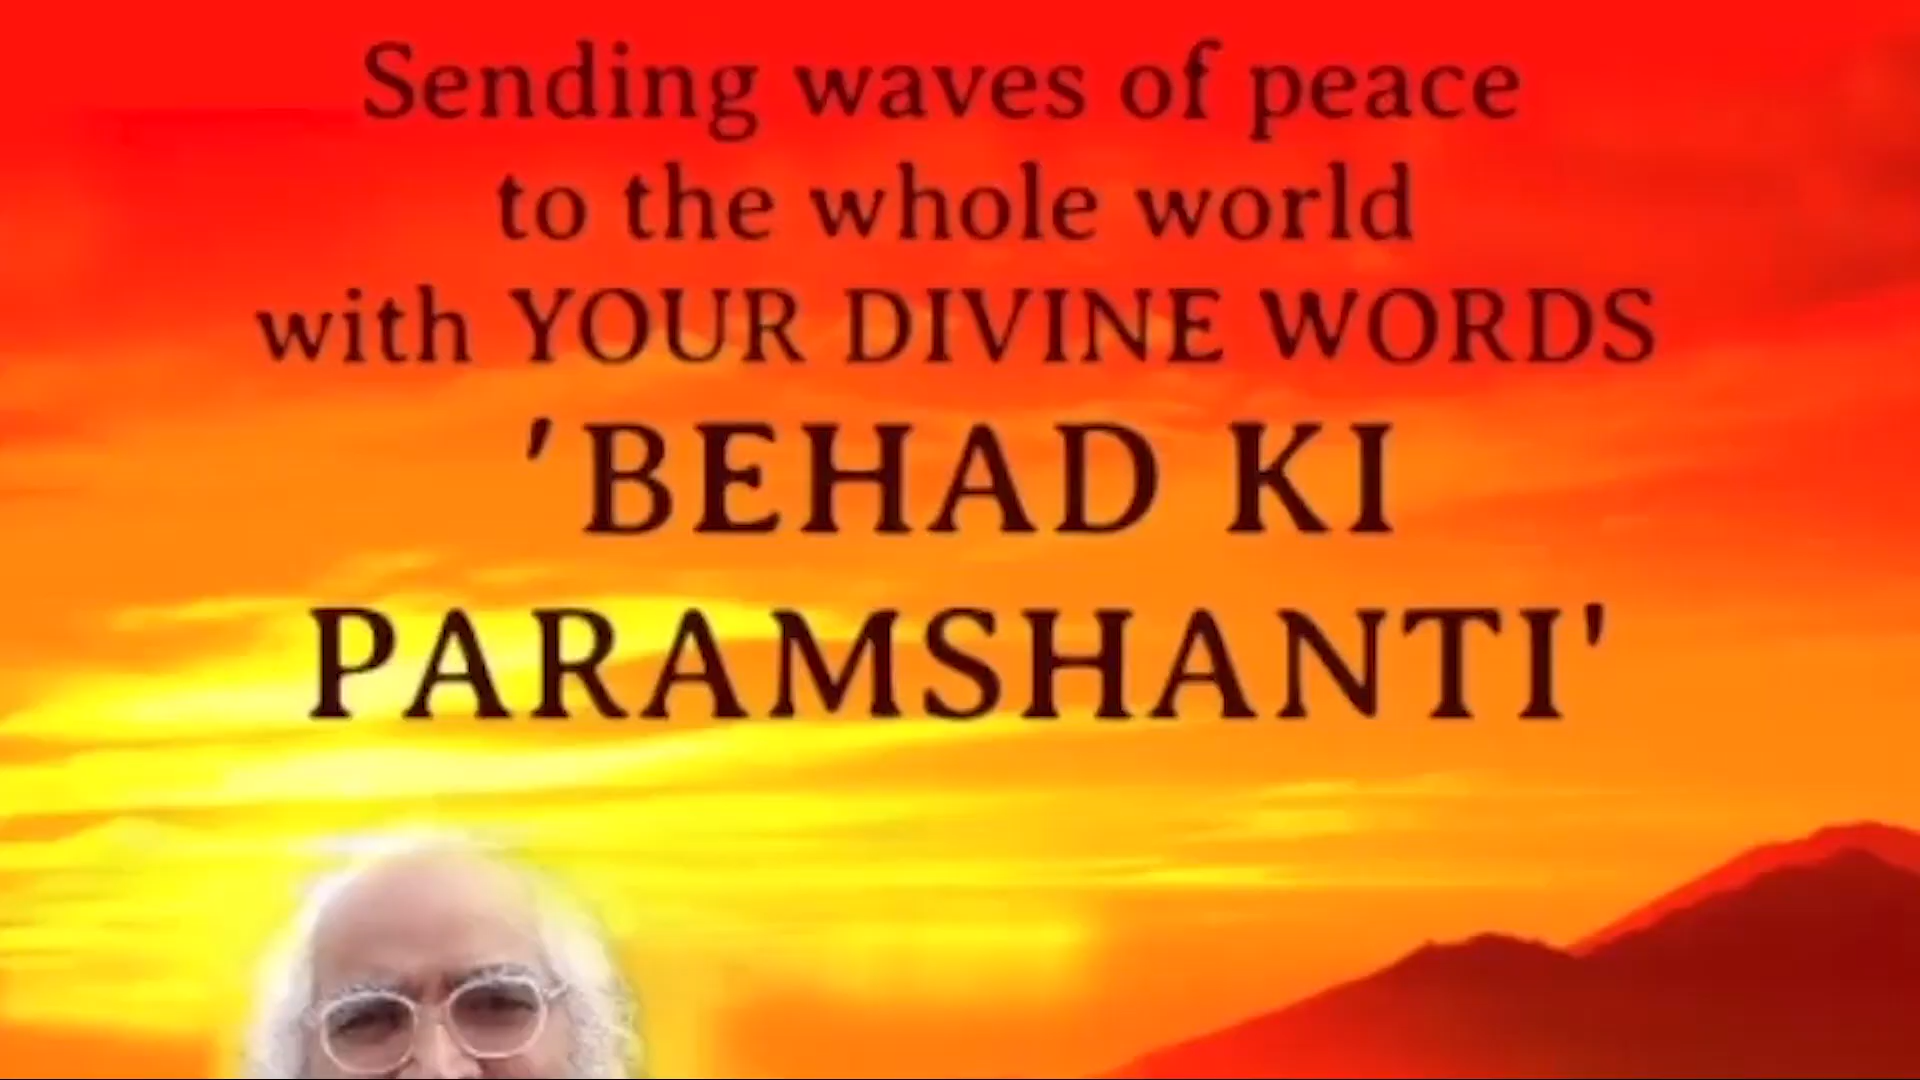 Sending waves of peace
to the whole world
with YOUR DIVINE WORDS
'BEHAD KI
PARAMSHANTI'